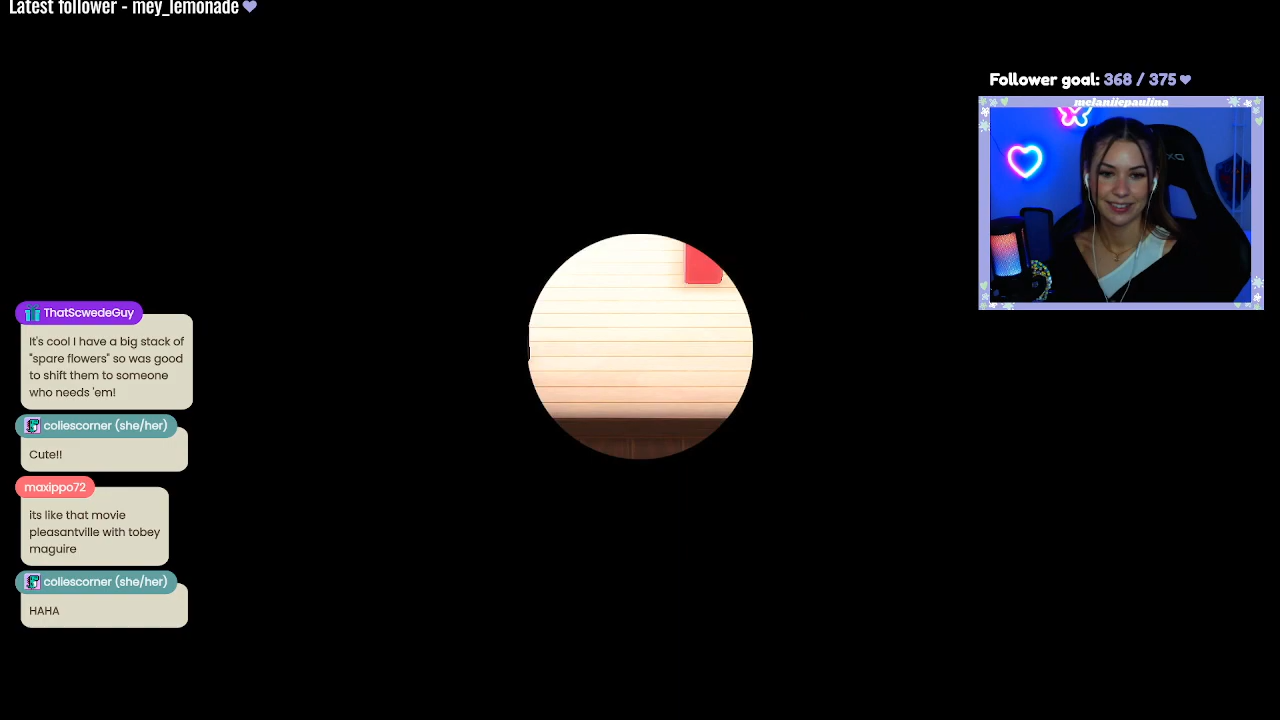 Latest follower - mey_lemonade
Follower goal: 368 / 375
melaniiepaulina
ThatScwedeGuy
It's cool I have a big stack of
"spare flowers" so was good
to shift them to someone
who needs 'em!
coliescorner (she/her)
Cute!!
maxippo72
its like that movie
pleasantville with tobey
maguire
coliescorner (she/her)
HAHA